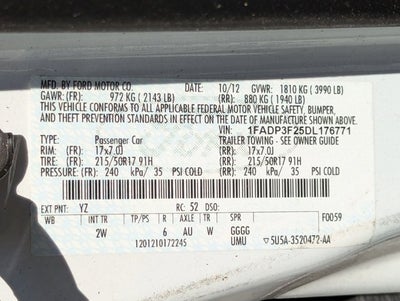 MFD. BY FORD MOTOR CO. 10/12 GVWR: 1810 KG (3990 LB)
GAWR: (FR): 972 KG (2143 LB) (RR): 880 KG (1940 LB)
THIS VEHICLE CONFORMS TO ALL APPLICABLE FEDERAL MOTOR VEHICLE SAFETY, BUMPER,
AND THEFT PREVENTION STANDARDS IN EFFECT ON THE DATE OF MANUFACTURE SHOWN ABOVE.
VIN: 1FADP3F25DL176771
TYPE: Passenger Car TRAILER TOWING - SEE OWNER GUIDE
RIM: (FR): 17x7.0J (RR): 17x7.0J
TIRE: (FR): 215/50R17 91H (RR): 215/50R17 91H
PRESSURE: (FR): 240 kPa/ 35 PSI COLD (RR): 240 kPa/ 35 PSI COLD
EXT PNT: YZ RC: 52 DSO: F0059
WB INT TR TP/PS R AXLE TR SPR
2W 6 AU W GGGG
1201210172245 UMU ▽5U5A-3520472-AA